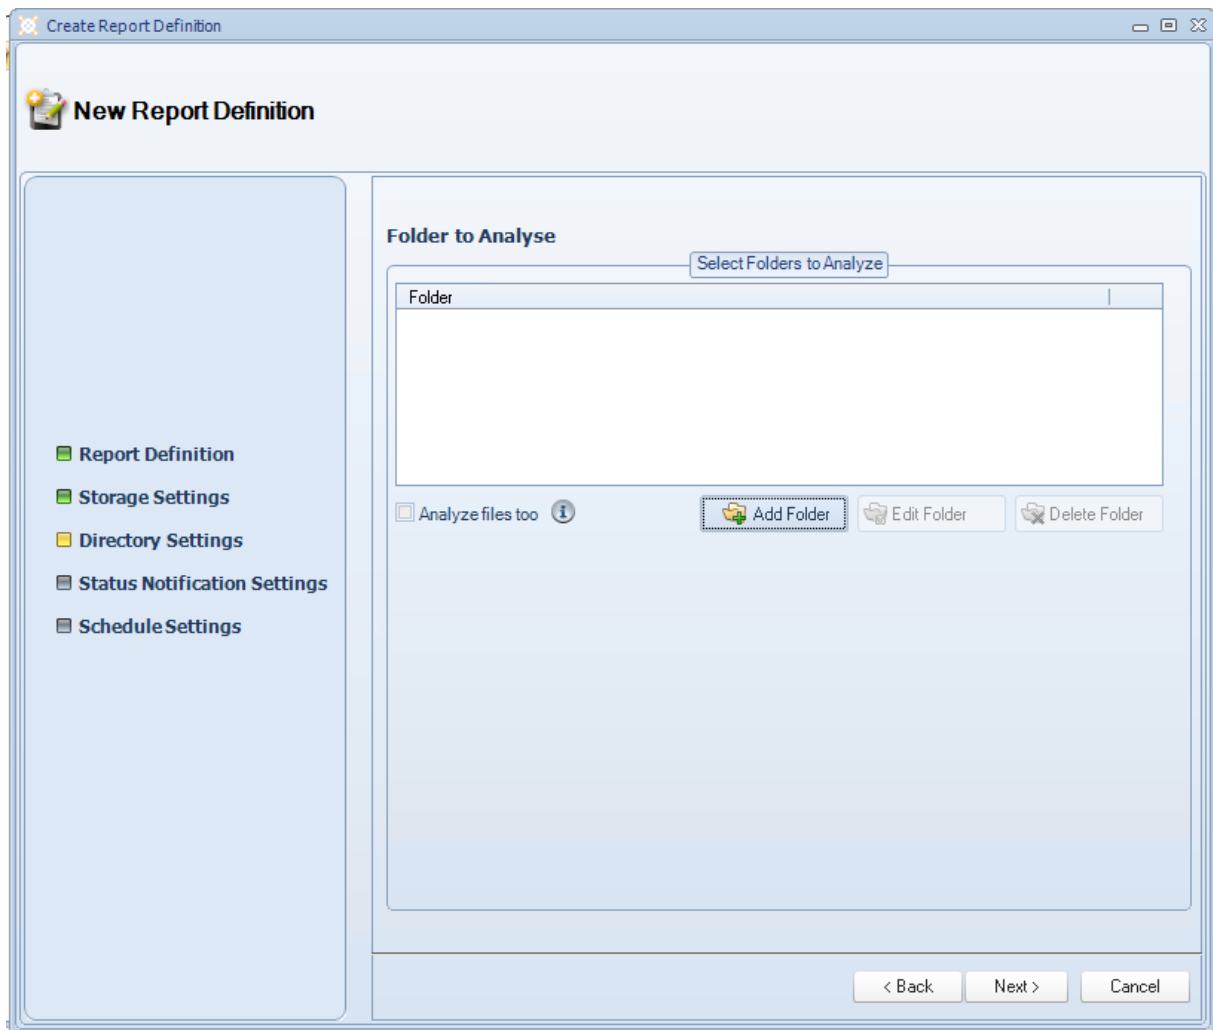 Create Report Definition
New Report Definition
Report Definition
Storage Settings
Directory Settings
Status Notification Settings
Schedule Settings
Folder to Analyse
Select Folders to Analyze
Folder
Analyze files too
Add Folder
Edit Folder
Delete Folder
< Back
Next >
Cancel